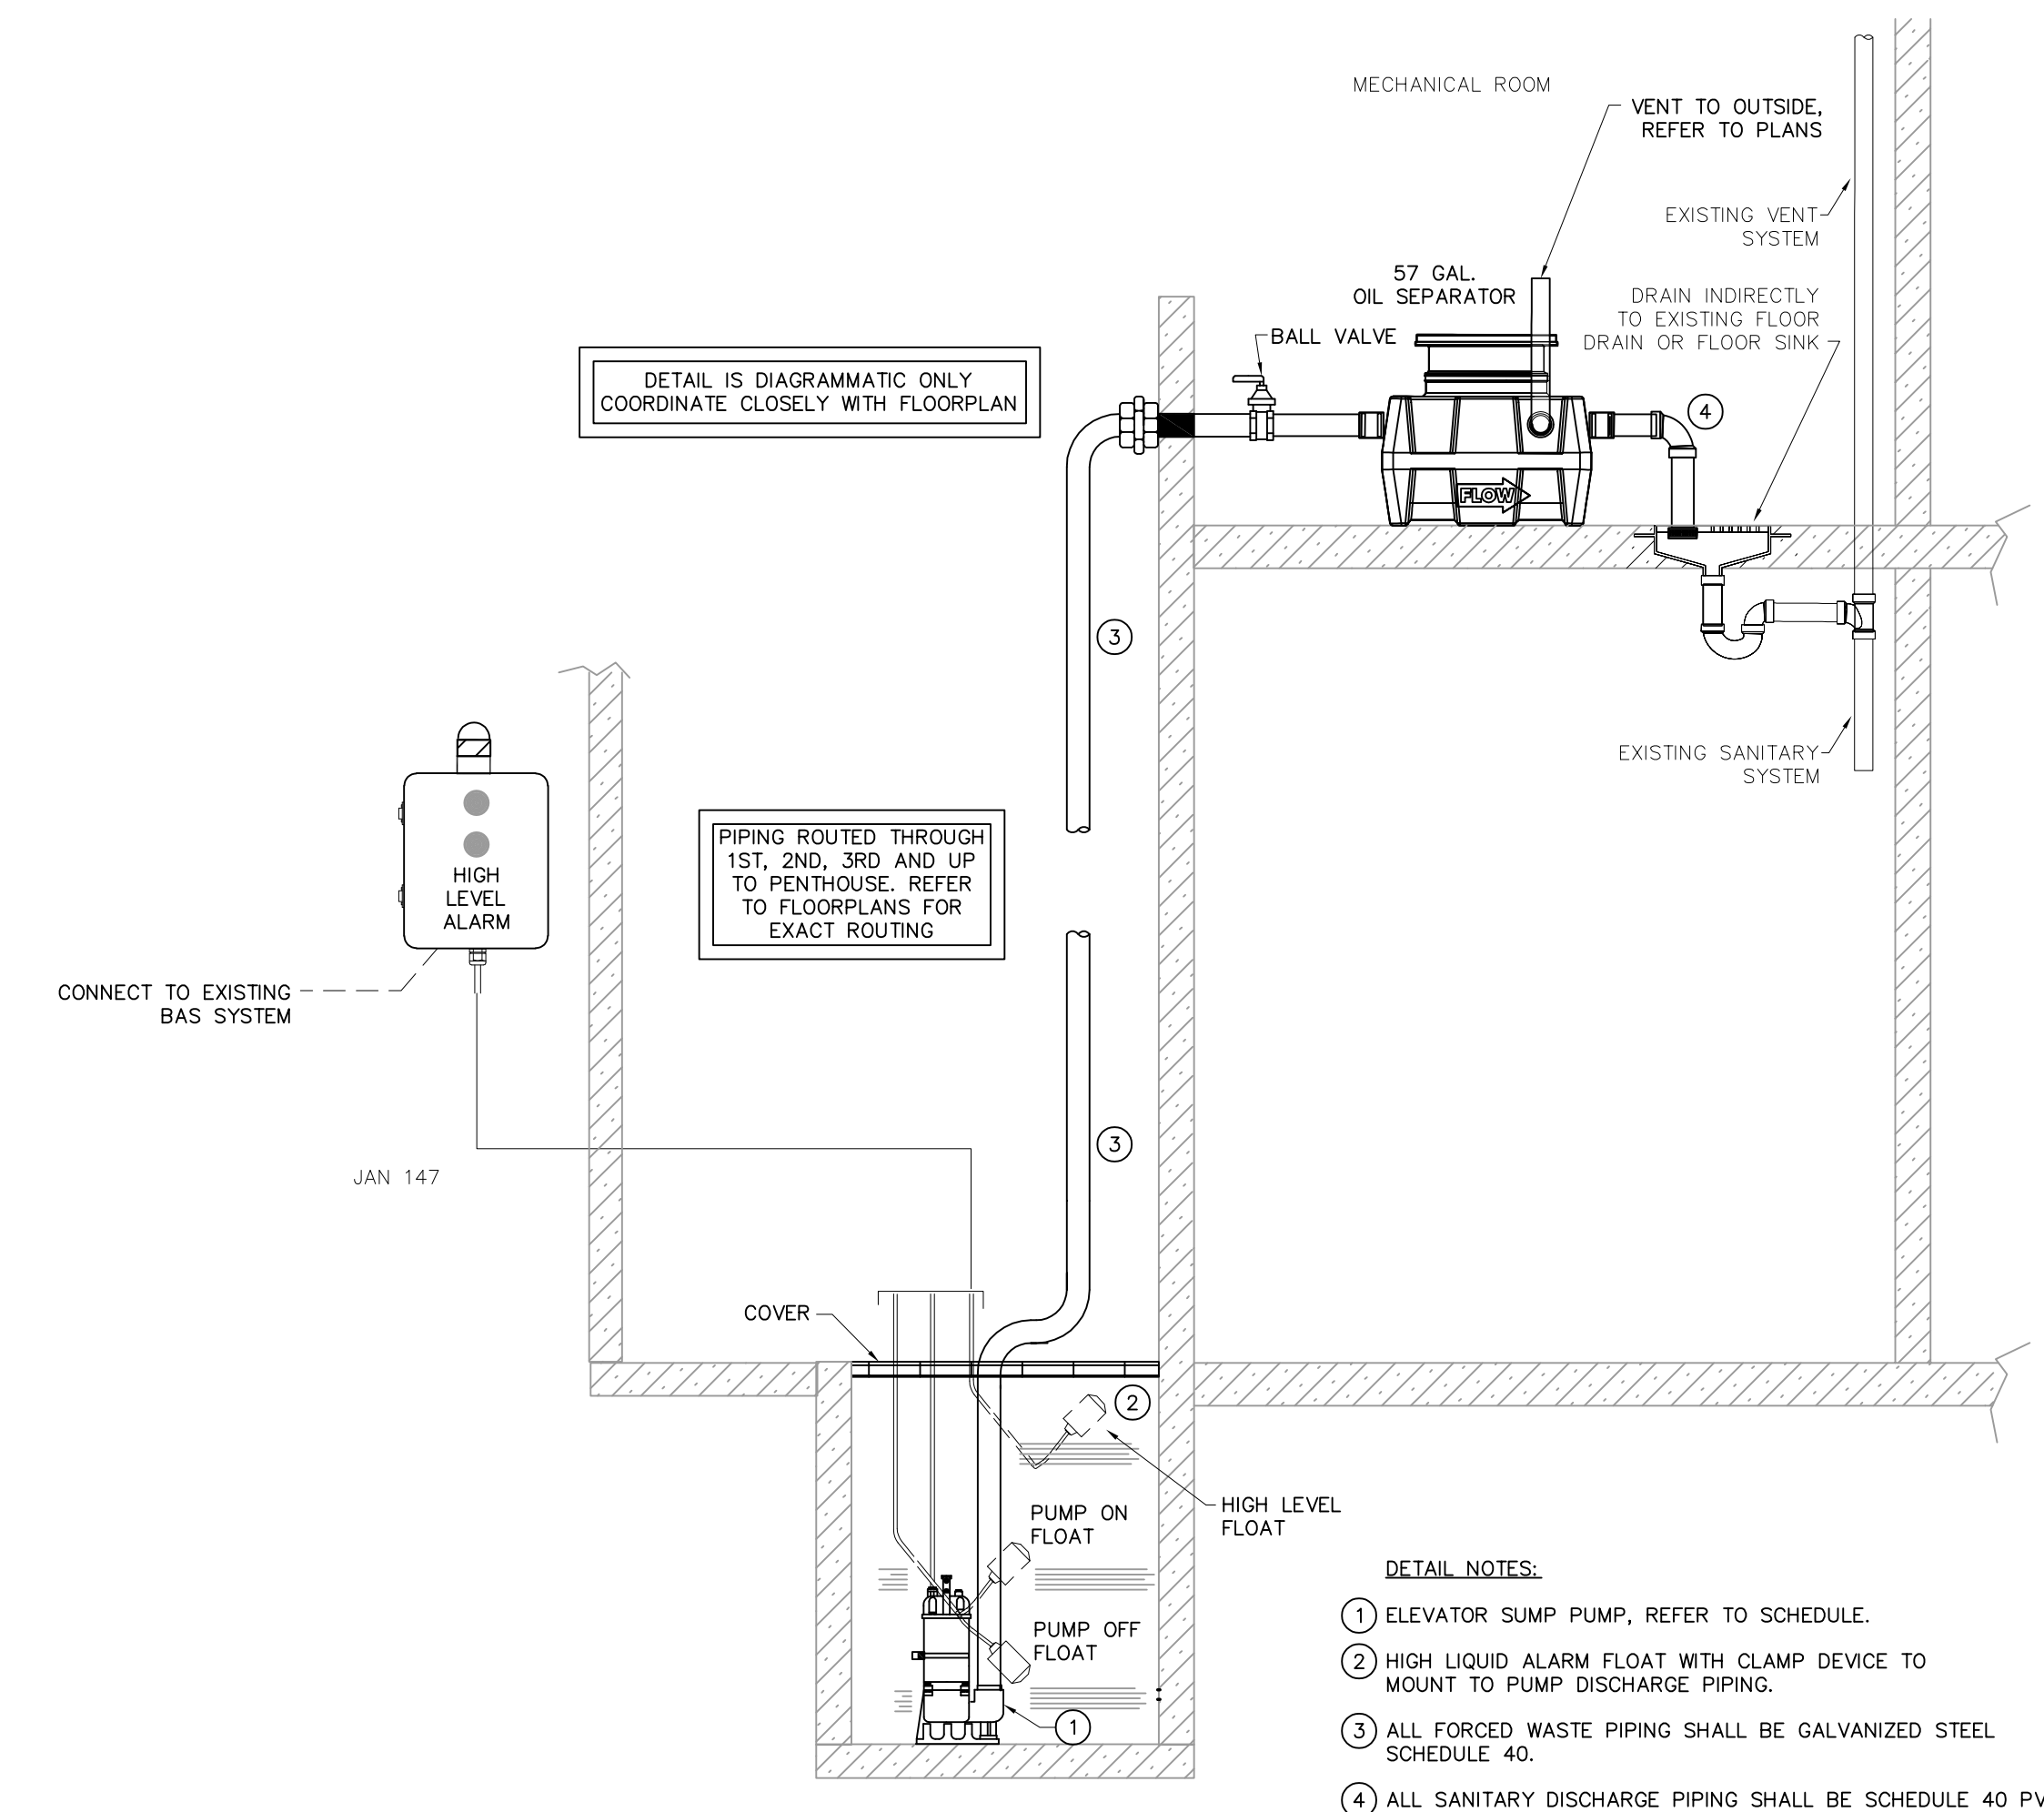 MECHANICAL ROOM
VENT TO OUTSIDE,
REFER TO PLANS
EXISTING VENT
SYSTEM
57 GAL.
OIL SEPARATOR
DRAIN INDIRECTLY
TO EXISTING FLOOR
DRAIN OR FLOOR SINK
BALL VALVE
DETAIL IS DIAGRAMMATIC ONLY
COORDINATE CLOSELY WITH FLOORPLAN
4
FLOW
3
EXISTING SANITARY
SYSTEM
PIPING ROUTED THROUGH
1ST, 2ND, 3RD AND UP
TO PENTHOUSE. REFER
TO FLOORPLANS FOR
EXACT ROUTING
HIGH
LEVEL
ALARM
CONNECT TO EXISTING
BAS SYSTEM
3
JAN 147
COVER
2
HIGH LEVEL
FLOAT
PUMP ON
FLOAT
PUMP OFF
FLOAT
1
DETAIL NOTES:
1 ELEVATOR SUMP PUMP, REFER TO SCHEDULE.
2 HIGH LIQUID ALARM FLOAT WITH CLAMP DEVICE TO
MOUNT TO PUMP DISCHARGE PIPING.
3 ALL FORCED WASTE PIPING SHALL BE GALVANIZED STEEL
SCHEDULE 40.
4 ALL SANITARY DISCHARGE PIPING SHALL BE SCHEDULE 40